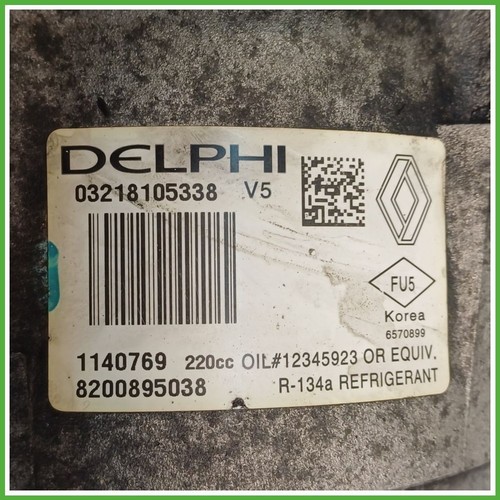 DELPHI
03218105338 V5
FU5
Korea
6570899
1140769 220cc OIL#12345923 OR EQUIV.
8200895038 R-134a REFRIGERANT